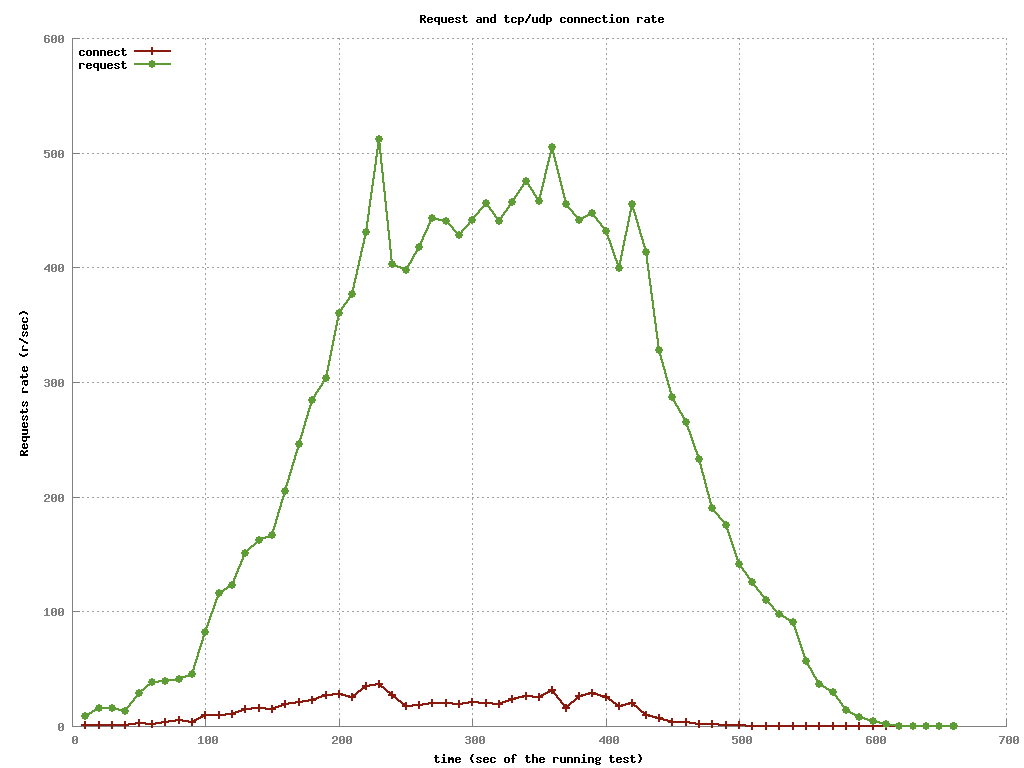 Request and tcp/udp connection rate
600
connect
request
500
400
300
200
100
0
Requests rate (r/sec)
0 100 200 300 400 500 600 700
time (sec of the running test)